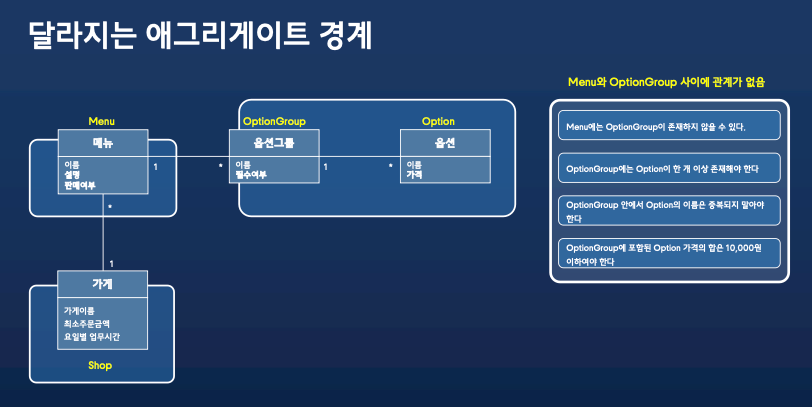 달라지는 애그리게이트 경계
Menu와 OptionGroup 사이에 관계가 없음
Menu
OptionGroup
Option
메뉴
옵션그룹
옵션
이름
설명
판매여부
1
*
이름
필수여부
1
*
이름
가격
*
1
가게
가게이름
최소주문금액
요일별 업무시간
Shop
Menu에는 OptionGroup이 존재하지 않을 수 있다.
OptionGroup에는 Option이 한 개 이상 존재해야 한다
OptionGroup 안에서 Option의 이름은 중복되지 말아야
한다
OptionGroup에 포함된 Option 가격의 합은 10,000원
이하여야 한다